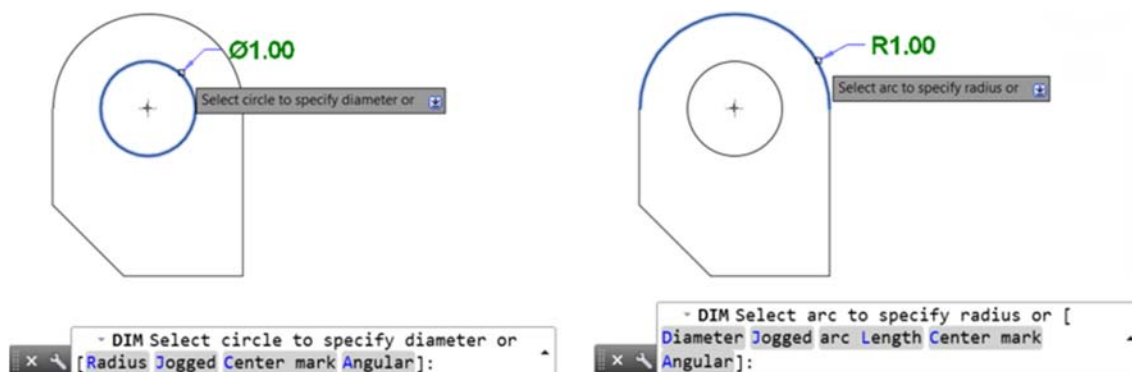 Ø1.00
Select circle to specify diameter or
DIM Select circle to specify diameter or
[Radius Jogged Center mark Angular]:
R1.00
Select arc to specify radius or
DIM Select arc to specify radius or [
Diameter Jogged arc Length Center mark
Angular]: